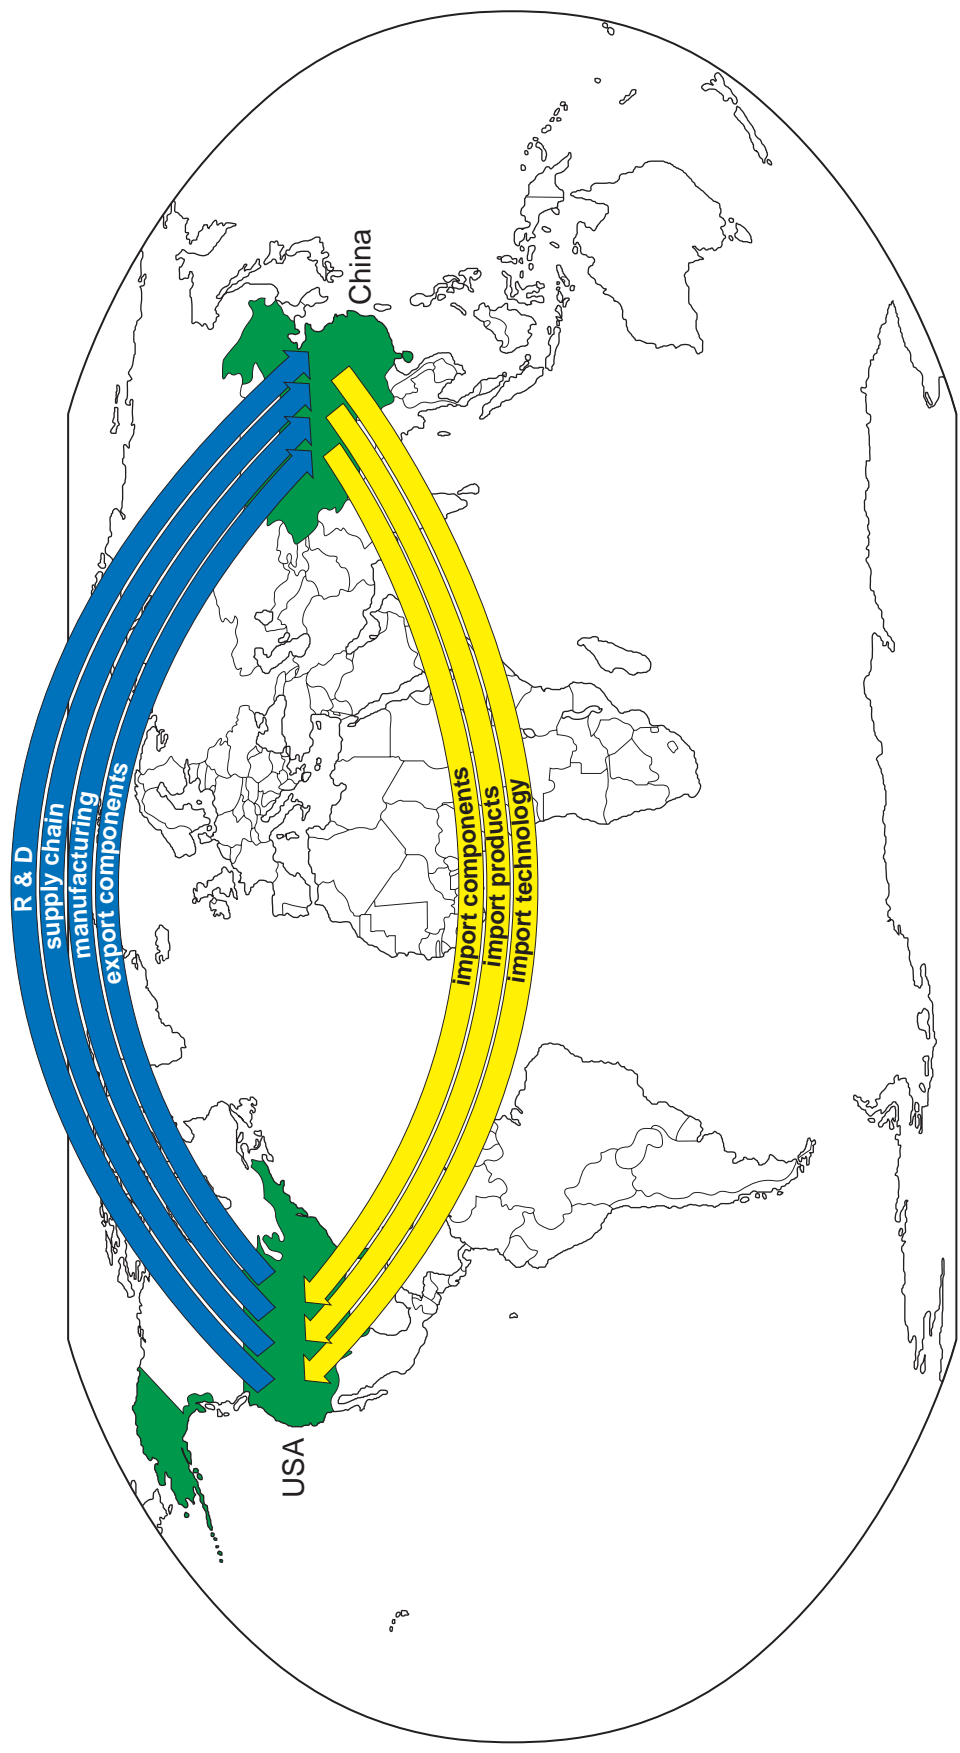 R & D
supply chain
manufacturing
export components
China
USA
import components
import products
import technology